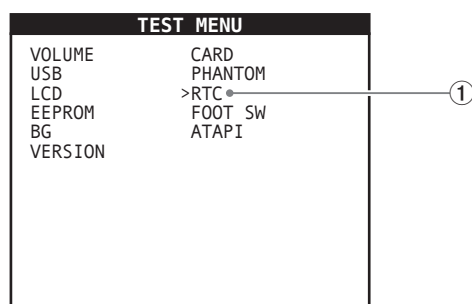 TEST MENU
VOLUME CARD
USB PHANTOM
LCD >RTC ①
EEPROM FOOT SW
BG ATAPI
VERSION